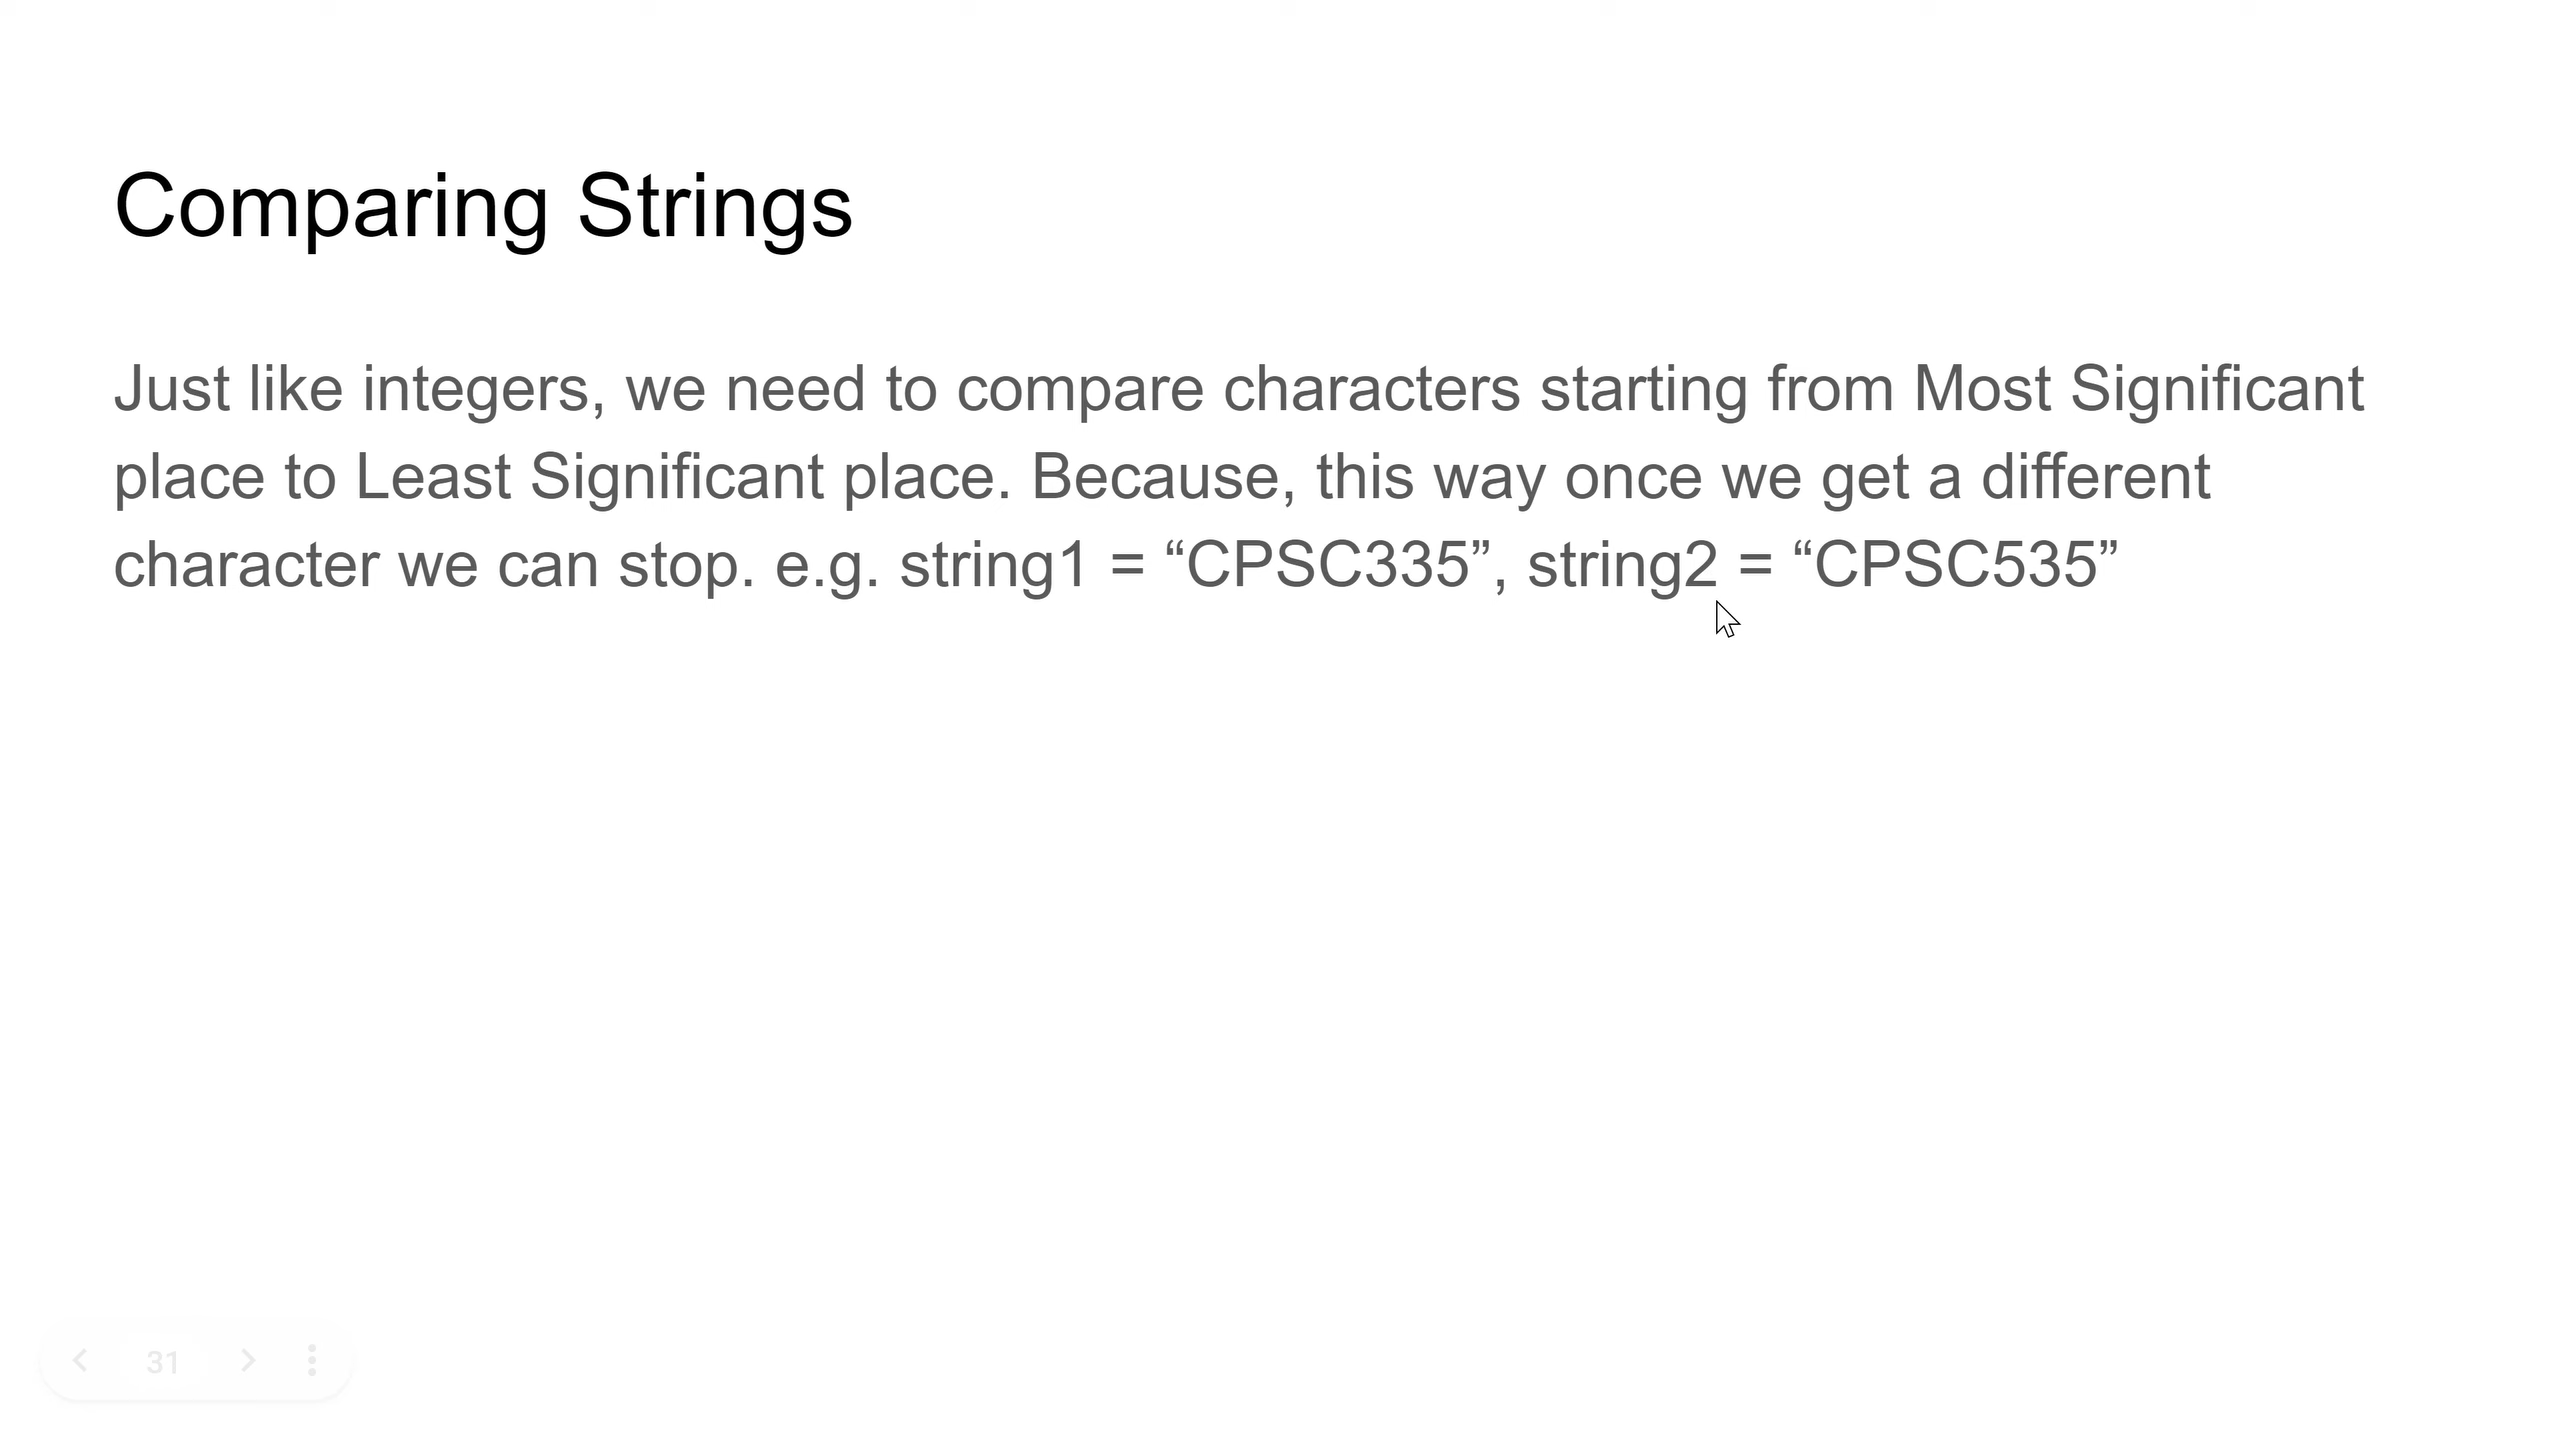 Comparing Strings
Just like integers, we need to compare characters starting from Most Significant
place to Least Significant place. Because, this way once we get a different
character we can stop. e.g. string1 = “CPSC335”, string2 = “CPSC535”
31